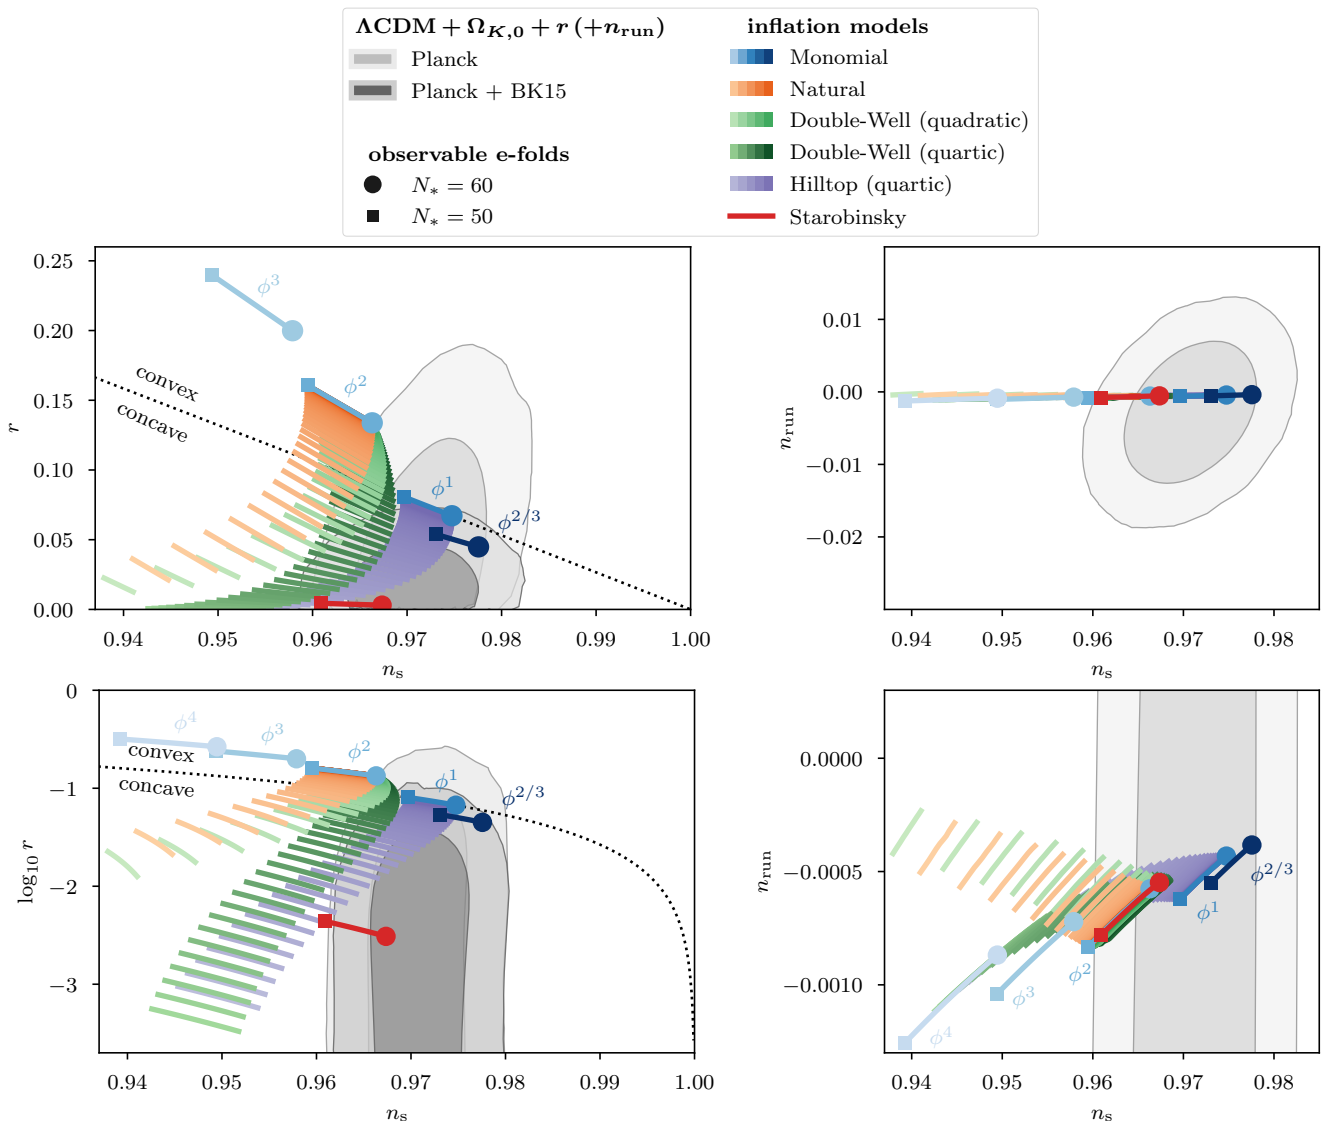 ΛCDM + Ω_{K,0} + r (+n_run)
Planck
Planck + BK15
observable e-folds
N_* = 60
N_* = 50
inflation models
Monomial
Natural
Double-Well (quadratic)
Double-Well (quartic)
Hilltop (quartic)
Starobinsky
0.25
0.20
0.15
0.10
0.05
0.00
r
convex
concave
ϕ^3
ϕ^2
ϕ^1
ϕ^{2/3}
0.94 0.95 0.96 0.97 0.98 0.99 1.00
n_s
0.01
0.00
−0.01
−0.02
n_run
0.94 0.95 0.96 0.97 0.98
n_s
0
−1
−2
−3
log_10 r
ϕ^4
ϕ^3
ϕ^2
ϕ^1
ϕ^{2/3}
convex
concave
0.94 0.95 0.96 0.97 0.98 0.99 1.00
n_s
0.0000
−0.0005
−0.0010
n_run
ϕ^{2/3}
ϕ^1
ϕ^2
ϕ^3
ϕ^4
0.94 0.95 0.96 0.97 0.98
n_s